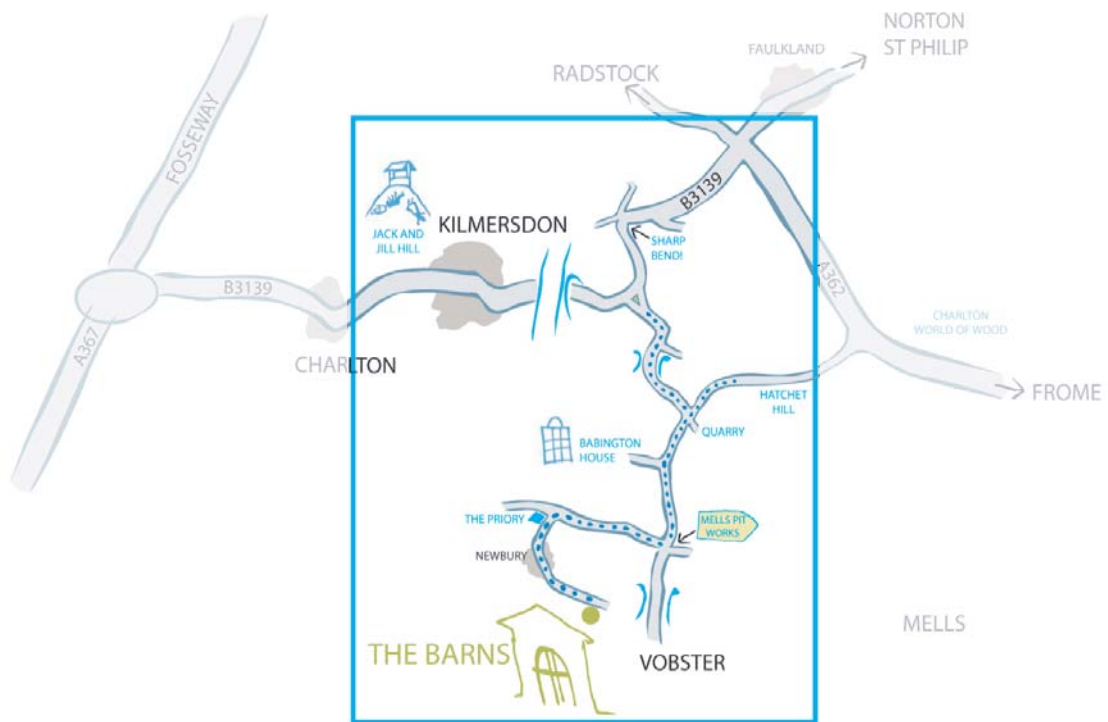 NORTON
ST PHILIP
FAULKLAND
RADSTOCK
FOSSEWAY
B3139
KILMERSDON
JACK AND
JILL HILL
SHARP
BEND!
B3139
A362
A367
CHARLTON
CHARLTON
WORLD OF WOOD
FROME
HATCHET
HILL
QUARRY
BABINGTON
HOUSE
THE PRIORY
MELLS PIT
WORKS
NEWBURY
THE BARNS
VOBSTER
MELLS